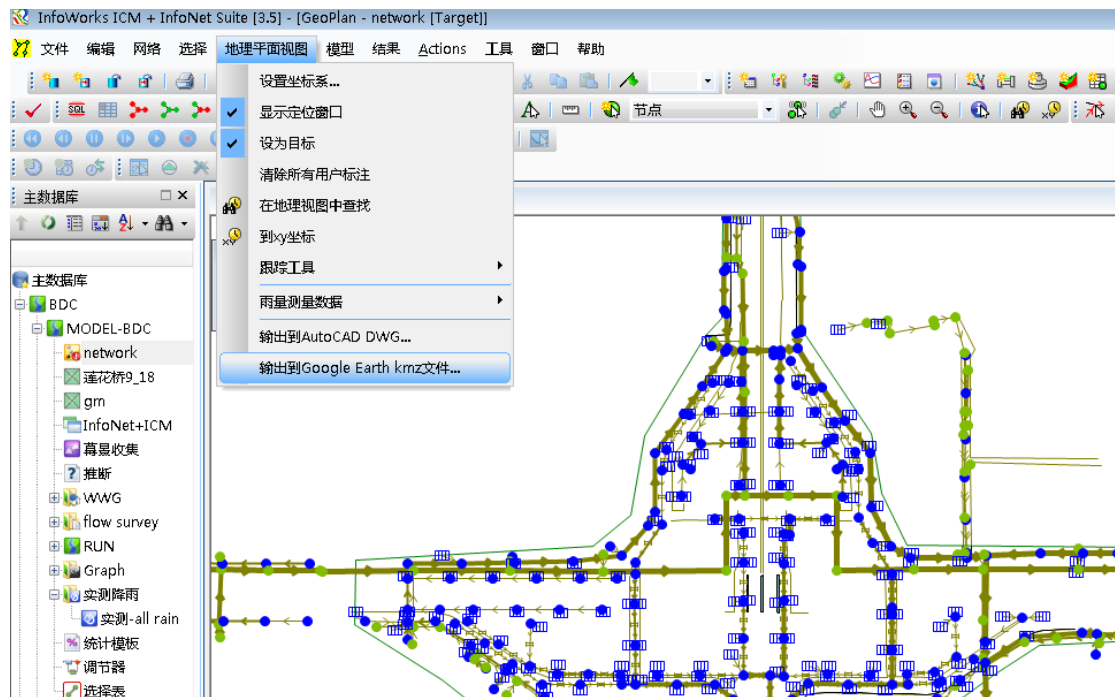 InfoWorks ICM + InfoNet Suite [3.5] - [GeoPlan - network [Target]]
文件 编辑 网络 选择 地理平面视图 模型 结果 Actions 工具 窗口 帮助
设置坐标系...
SQL
显示定位窗口
节点
设为目标
清除所有用户标注
主数据库
在地理视图中查找
到xy坐标
跟踪工具
雨量测量数据
输出到AutoCAD DWG...
输出到Google Earth kmz文件...
主数据库
BDC
MODEL-BDC
network
莲花桥9_18
grn
InfoNet+ICM
幕景收集
推断
WWG
flow survey
RUN
Graph
实测降雨
实测-all rain
统计模板
调节器
选择表